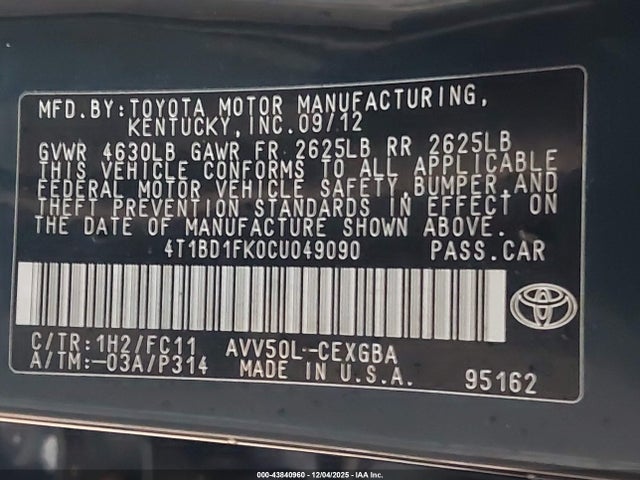 MFD.BY:TOYOTA MOTOR MANUFACTURING,
KENTUCKY,INC.09/12
GVWR 4630LB GAWR FR 2625LB RR 2625LB
THIS VEHICLE CONFORMS TO ALL APPLICABLE
FEDERAL MOTOR VEHICLE SAFETY,BUMPER,AND
THEFT PREVENTION STANDARDS IN EFFECT ON
THE DATE OF MANUFACTURE SHOWN ABOVE.
4T1BD1FK0CU049090 PASS.CAR
C/TR:1H2/FC11 AVV50L-CEXGBA
A/TM:-03A/P314 MADE IN U.S.A. 95162
000-43840960 - 12/04/2025 - IAA Inc.